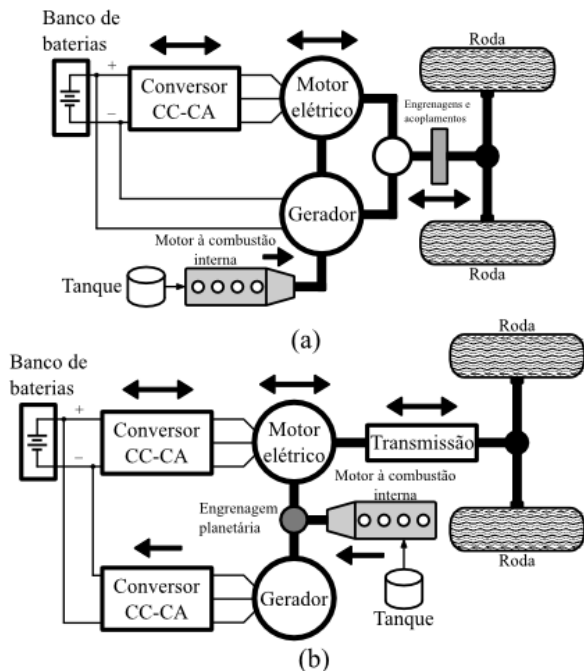 Banco de
baterias
+
−
Conversor
CC-CA
Motor
elétrico
Gerador
Engrenagens e
acoplamentos
Roda
Roda
Motor à combustão
interna
Tanque
(a)
Banco de
baterias
+
−
Conversor
CC-CA
Motor
elétrico
Transmissão
Roda
Roda
Motor à combustão
interna
Engrenagem
planetária
Conversor
CC-CA
Gerador
Tanque
(b)